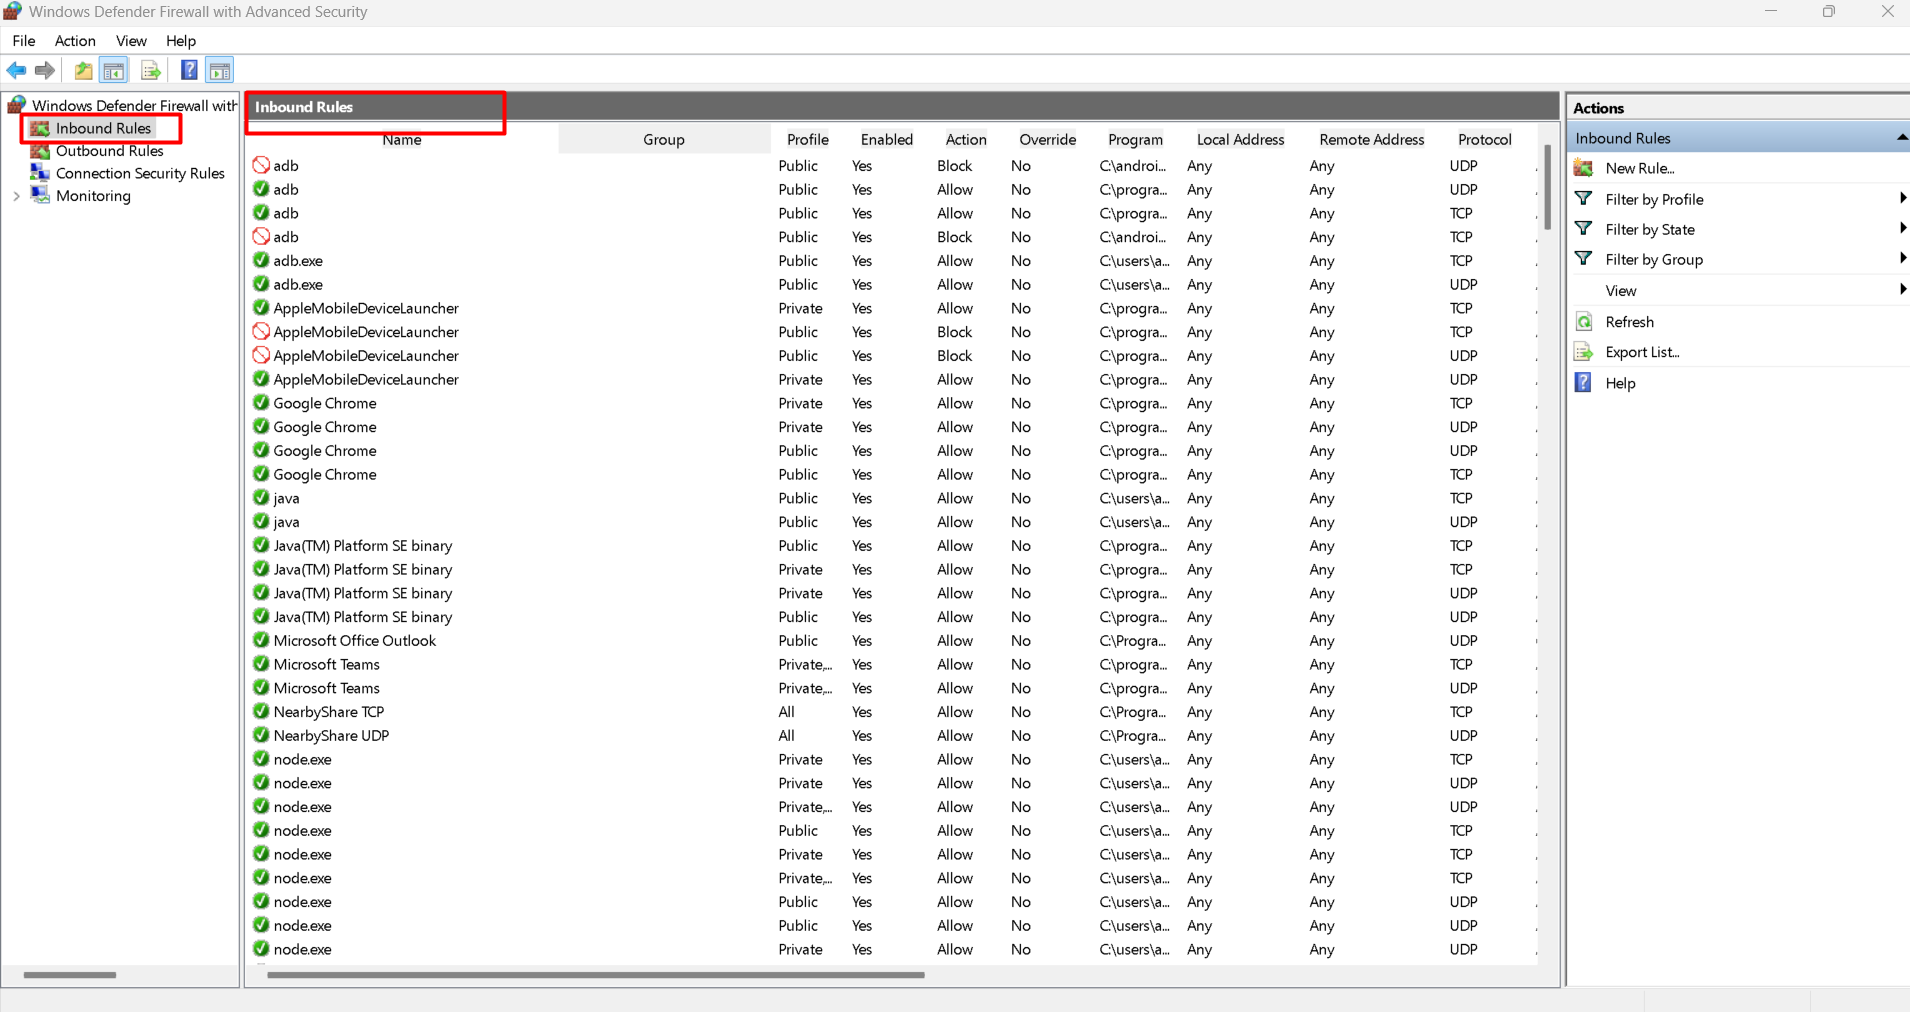 Windows Defender Firewall with Advanced Security
File Action View Help
Windows Defender Firewall with
Inbound Rules
Outbound Rules
Connection Security Rules
Monitoring
Inbound Rules
Name Group Profile Enabled Action Override Program Local Address Remote Address Protocol
adb Public Yes Block No C:\androi... Any Any UDP
adb Public Yes Allow No C:\progra... Any Any UDP
adb Public Yes Allow No C:\progra... Any Any TCP
adb Public Yes Block No C:\androi... Any Any TCP
adb.exe Public Yes Allow No C:\users\a... Any Any TCP
adb.exe Public Yes Allow No C:\users\a... Any Any UDP
AppleMobileDeviceLauncher Private Yes Allow No C:\progra... Any Any TCP
AppleMobileDeviceLauncher Public Yes Block No C:\progra... Any Any TCP
AppleMobileDeviceLauncher Public Yes Block No C:\progra... Any Any UDP
AppleMobileDeviceLauncher Private Yes Allow No C:\progra... Any Any UDP
Google Chrome Private Yes Allow No C:\progra... Any Any TCP
Google Chrome Private Yes Allow No C:\progra... Any Any UDP
Google Chrome Public Yes Allow No C:\progra... Any Any UDP
Google Chrome Public Yes Allow No C:\progra... Any Any TCP
java Public Yes Allow No C:\users\a... Any Any TCP
java Public Yes Allow No C:\users\a... Any Any UDP
Java(TM) Platform SE binary Public Yes Allow No C:\progra... Any Any TCP
Java(TM) Platform SE binary Private Yes Allow No C:\progra... Any Any TCP
Java(TM) Platform SE binary Private Yes Allow No C:\progra... Any Any UDP
Java(TM) Platform SE binary Public Yes Allow No C:\progra... Any Any UDP
Microsoft Office Outlook Public Yes Allow No C:\Progra... Any Any UDP
Microsoft Teams Private,... Yes Allow No C:\progra... Any Any TCP
Microsoft Teams Private,... Yes Allow No C:\progra... Any Any UDP
NearbyShare TCP All Yes Allow No C:\Progra... Any Any TCP
NearbyShare UDP All Yes Allow No C:\Progra... Any Any UDP
node.exe Private Yes Allow No C:\users\a... Any Any TCP
node.exe Private Yes Allow No C:\users\a... Any Any UDP
node.exe Private,... Yes Allow No C:\users\a... Any Any UDP
node.exe Public Yes Allow No C:\users\a... Any Any TCP
node.exe Private Yes Allow No C:\users\a... Any Any TCP
node.exe Private,... Yes Allow No C:\users\a... Any Any TCP
node.exe Public Yes Allow No C:\users\a... Any Any UDP
node.exe Public Yes Allow No C:\users\a... Any Any UDP
node.exe Private Yes Allow No C:\users\a... Any Any UDP
Actions
Inbound Rules
New Rule...
Filter by Profile
Filter by State
Filter by Group
View
Refresh
Export List...
Help